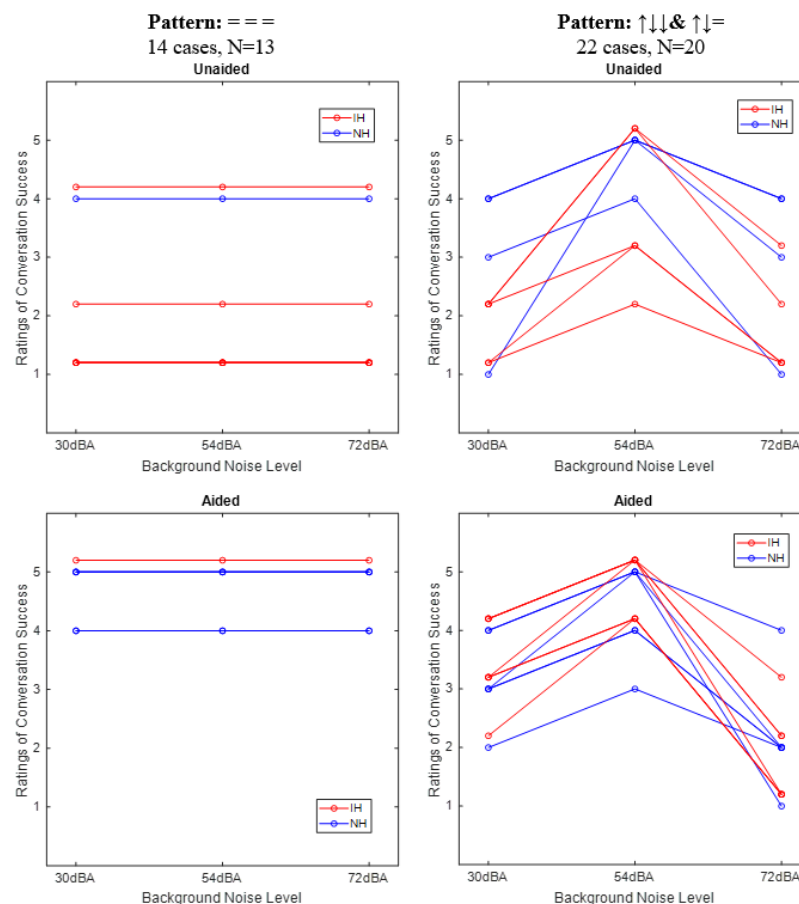 Pattern: = = =
14 cases, N=13
Unaided
IH
NH
5
4
3
2
1
Ratings of Conversation Success
30dBA 54dBA 72dBA
Background Noise Level
Pattern: ↑↓↓& ↑↓=
22 cases, N=20
Unaided
IH
NH
5
4
3
2
1
Ratings of Conversation Success
30dBA 54dBA 72dBA
Background Noise Level
Aided
5
4
3
2
1
Ratings of Conversation Success
IH
NH
30dBA 54dBA 72dBA
Background Noise Level
Aided
IH
NH
5
4
3
2
1
Ratings of Conversation Success
30dBA 54dBA 72dBA
Background Noise Level